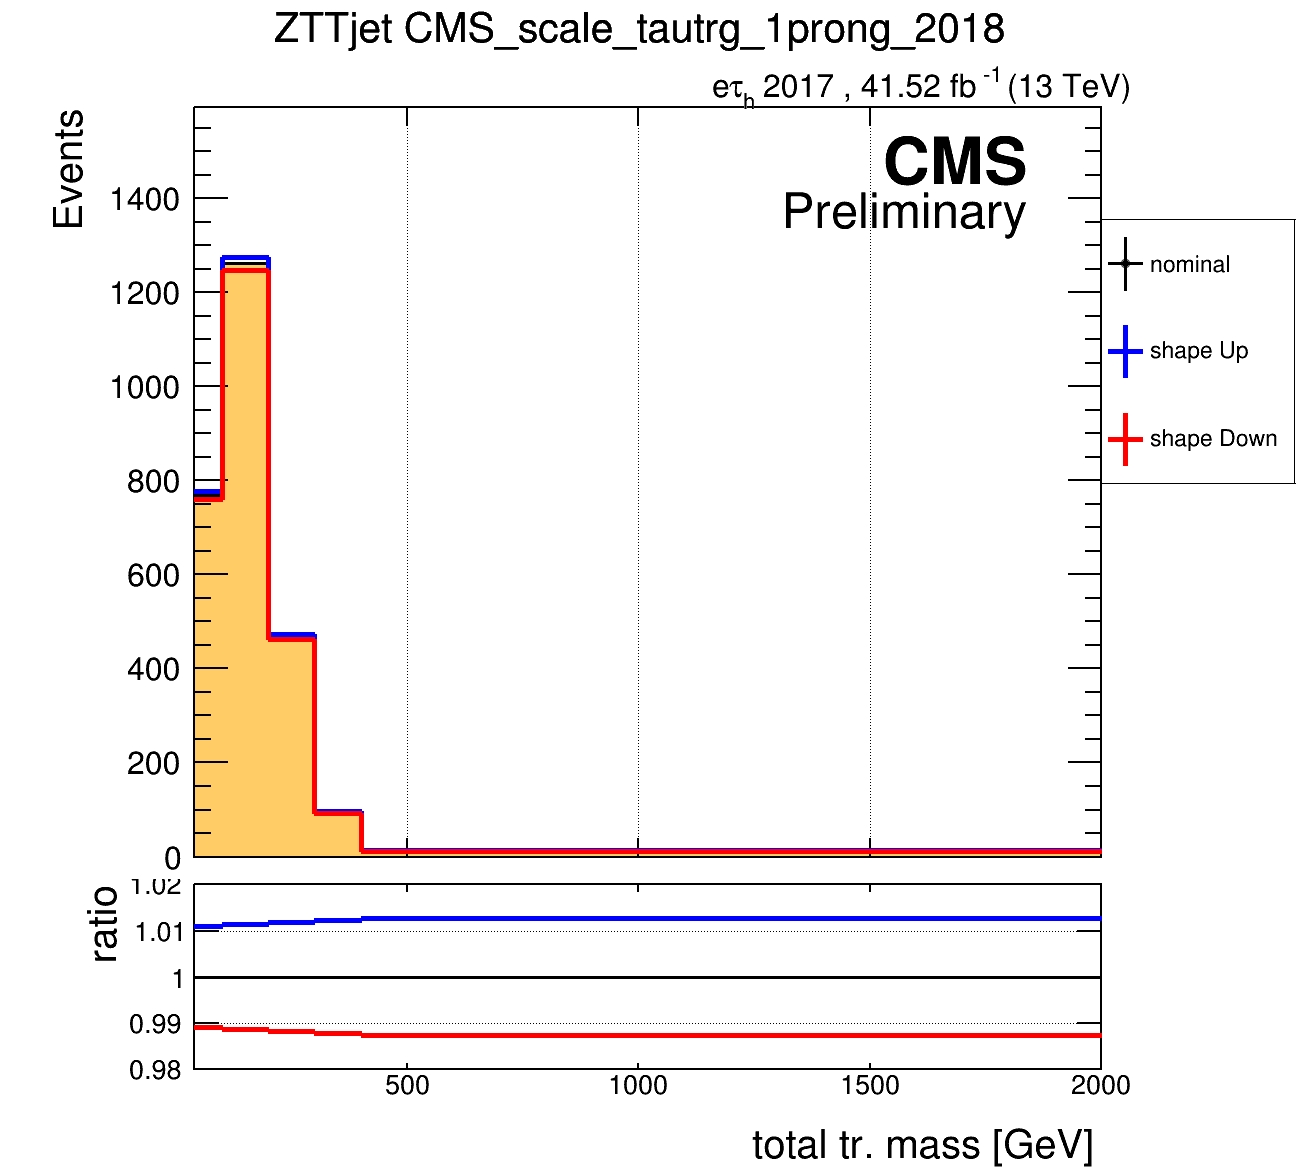 ZTTjet CMS_scale_tautrg_1prong_2018
eτh 2017 , 41.52 fb-1 (13 TeV)
Events
CMS
Preliminary
1400
1200
1000
800
600
400
200
0
nominal
shape Up
shape Down
ratio
1.02
1.01
1
0.99
0.98
500 1000 1500 2000
total tr. mass [GeV]